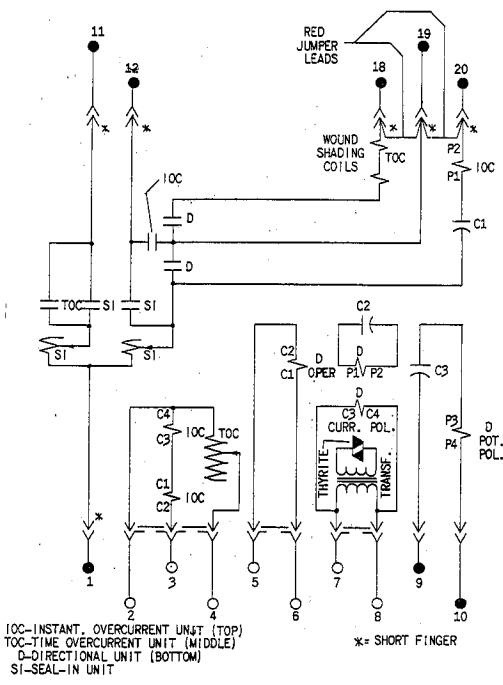 11
12
RED
JUMPER
LEADS
18
19
20
*
*
*
*
*
WOUND
SHADING
COILS
TOC
P2
P1
IOC
IOC
D
C1
D
TOC
SI
SI
SI
SI
C2
C2
C1
D
OPER
D
P1 P2
C3
C4
C3
IOC
TOC
C1
C2
IOC
D
C3 C4
CURR. POL.
THYRITE
TRANSF.
P3
P4
D
POT.
POL.
*
1
2
3
4
5
6
7
8
9
10
IOC-INSTANT. OVERCURRENT UNIT (TOP)
TOC-TIME OVERCURRENT UNIT (MIDDLE)
D-DIRECTIONAL UNIT (BOTTOM)
SI-SEAL-IN UNIT
*= SHORT FINGER